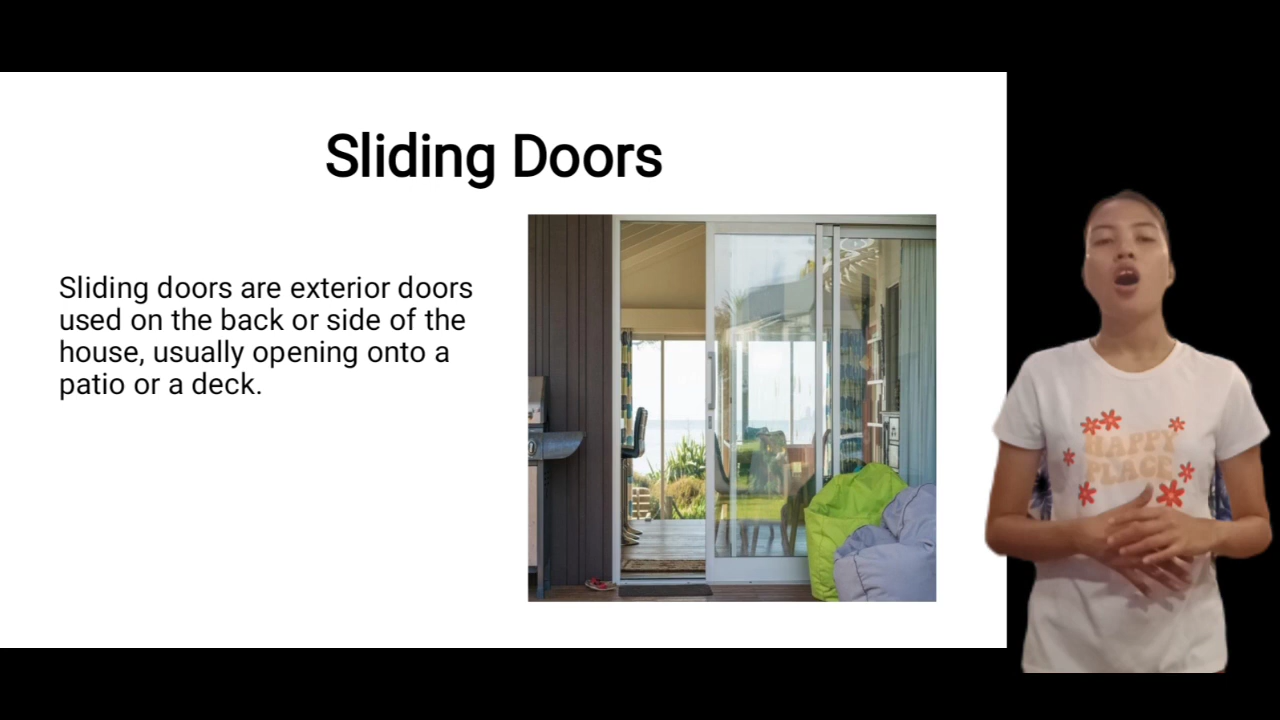 Sliding Doors
Sliding doors are exterior doors
used on the back or side of the
house, usually opening onto a
patio or a deck.
HAPPY
PLACE